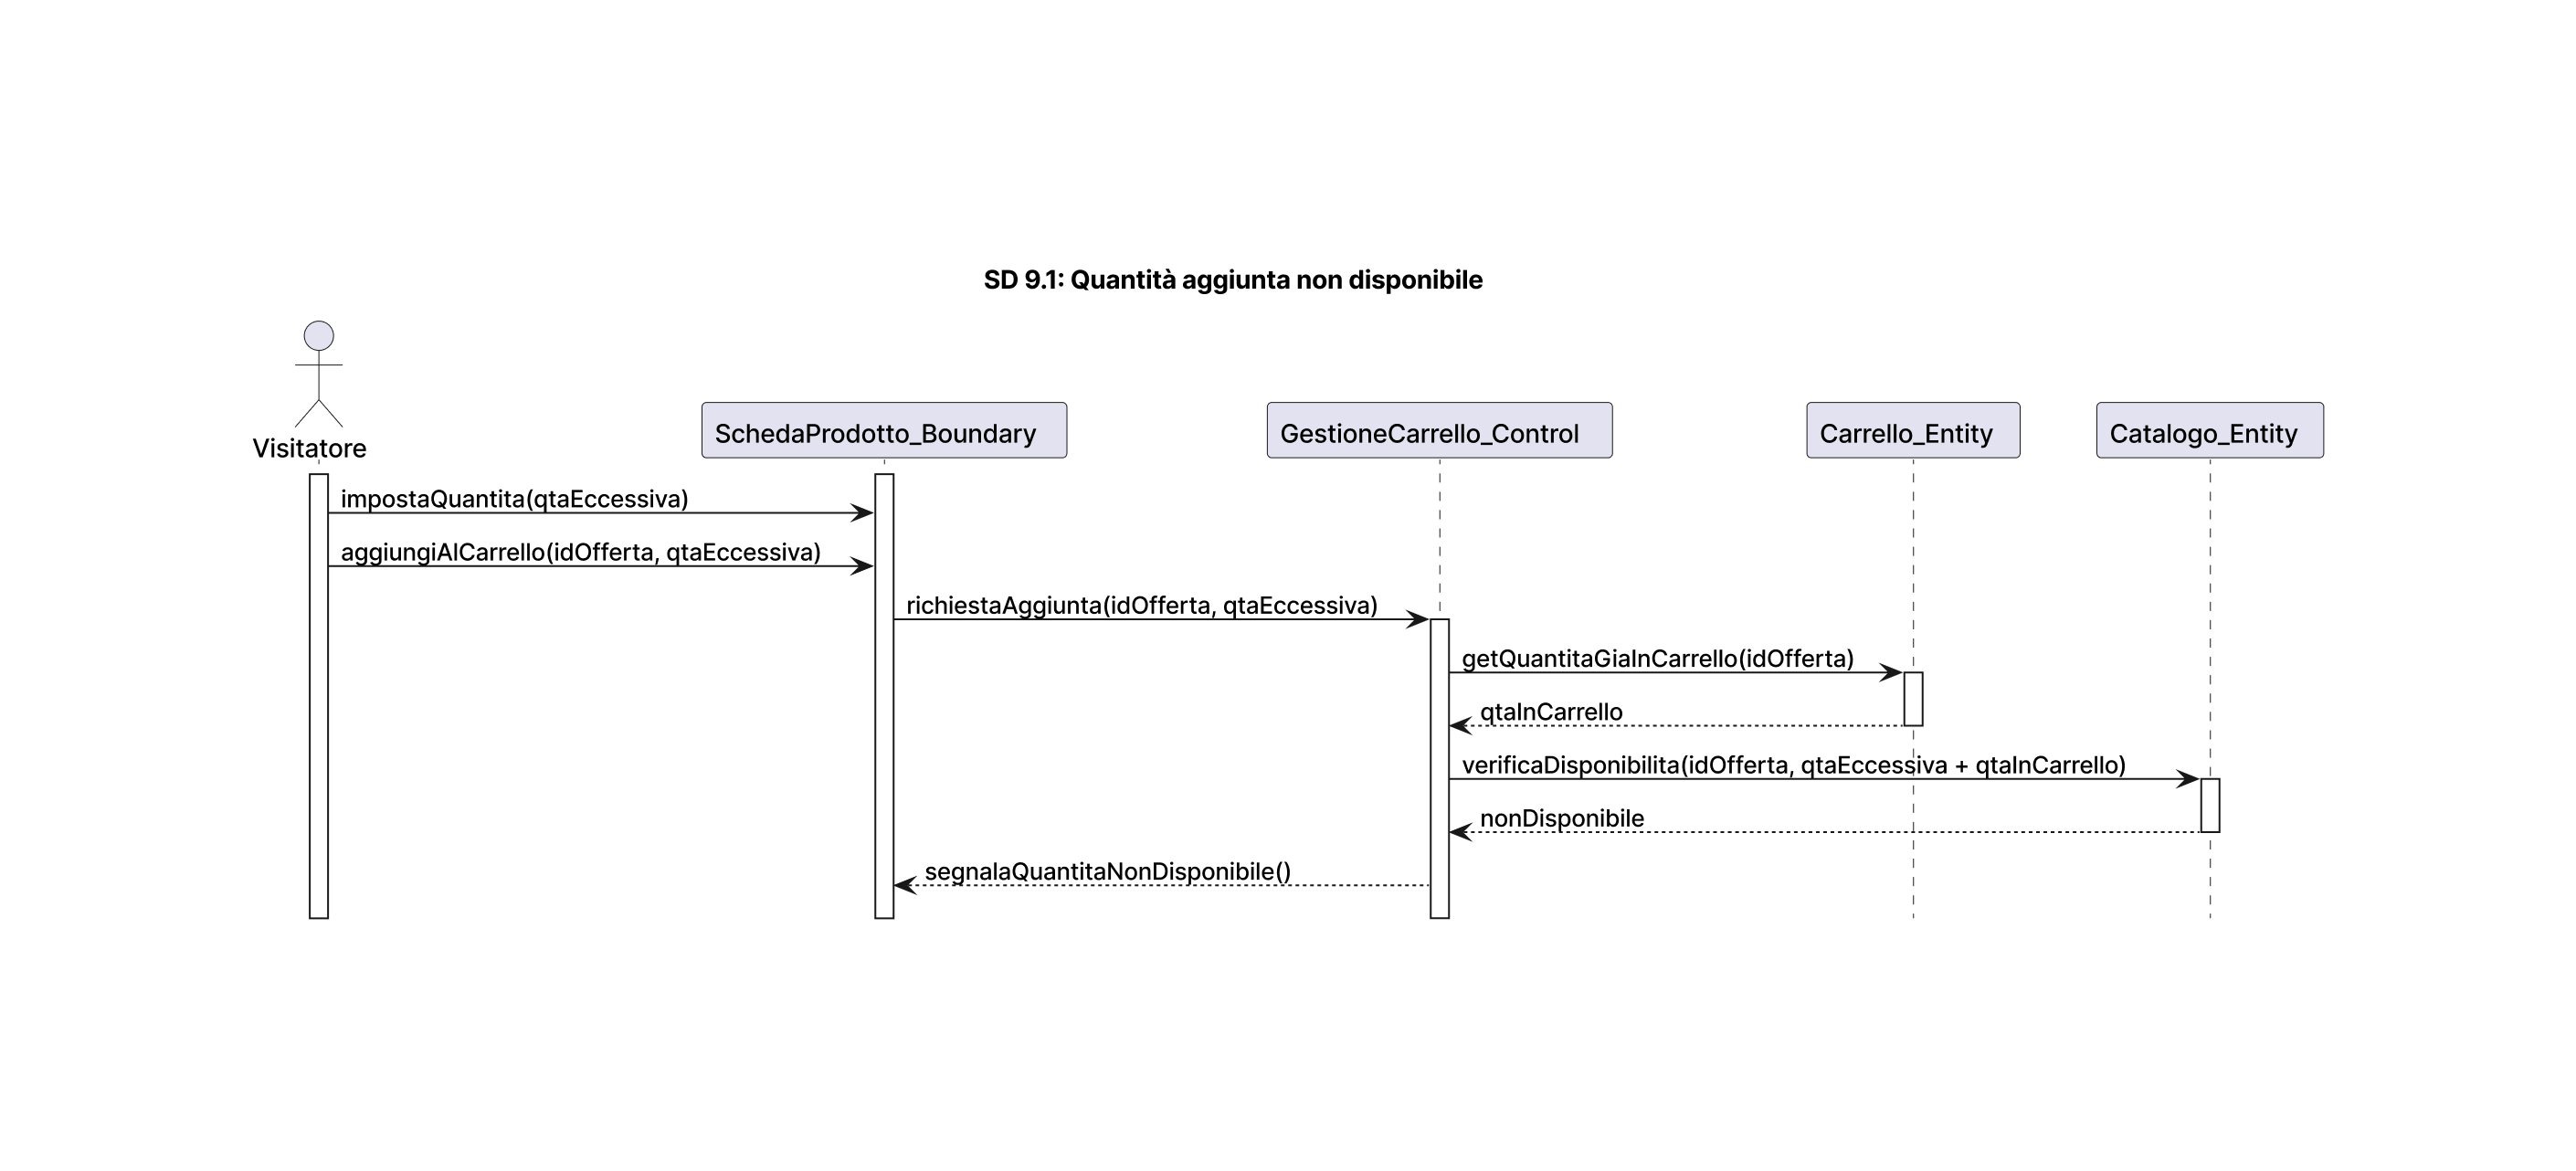 SD 9.1: Quantità aggiunta non disponibile
Visitatore
SchedaProdotto_Boundary
GestioneCarrello_Control
Carrello_Entity
Catalogo_Entity
impostaQuantita(qtaEccessiva)
aggiungiAlCarrello(idOfferta, qtaEccessiva)
richiestaAggiunta(idOfferta, qtaEccessiva)
getQuantitaGiaInCarrello(idOfferta)
qtaInCarrello
verificaDisponibilita(idOfferta, qtaEccessiva + qtaInCarrello)
nonDisponibile
segnalaQuantitaNonDisponibile()